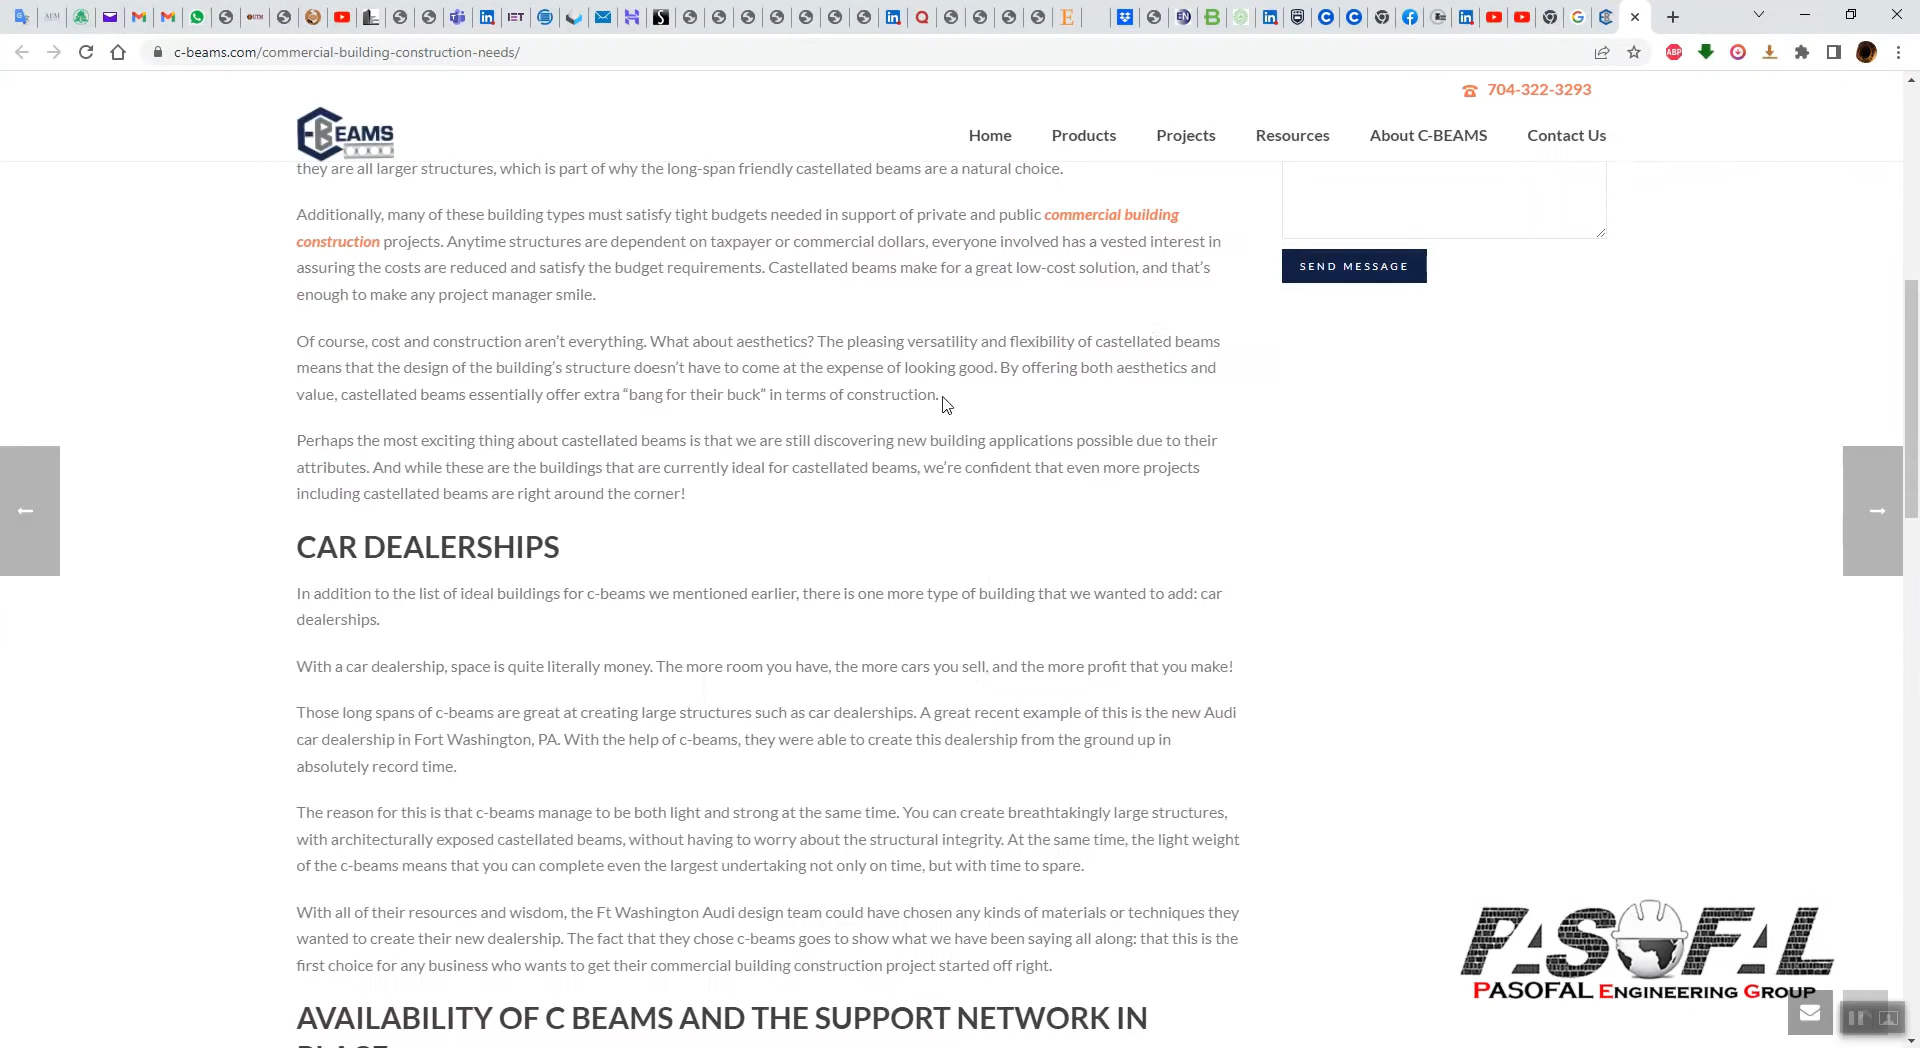 c-beams.com/commercial-building-construction-needs/
704-322-3293
BEAMS
Home Products Projects Resources About C-BEAMS Contact Us
they are all larger structures, which is part of why the long-span friendly castellated beams are a natural choice.
Additionally, many of these building types must satisfy tight budgets needed in support of private and public commercial building
construction projects. Anytime structures are dependent on taxpayer or commercial dollars, everyone involved has a vested interest in
assuring the costs are reduced and satisfy the budget requirements. Castellated beams make for a great low-cost solution, and that’s
enough to make any project manager smile.
SEND MESSAGE
Of course, cost and construction aren’t everything. What about aesthetics? The pleasing versatility and flexibility of castellated beams
means that the design of the building’s structure doesn’t have to come at the expense of looking good. By offering both aesthetics and
value, castellated beams essentially offer extra “bang for their buck” in terms of construction.
Perhaps the most exciting thing about castellated beams is that we are still discovering new building applications possible due to their
attributes. And while these are the buildings that are currently ideal for castellated beams, we’re confident that even more projects
including castellated beams are right around the corner!
CAR DEALERSHIPS
In addition to the list of ideal buildings for c-beams we mentioned earlier, there is one more type of building that we wanted to add: car
dealerships.
With a car dealership, space is quite literally money. The more room you have, the more cars you sell, and the more profit that you make!
Those long spans of c-beams are great at creating large structures such as car dealerships. A great recent example of this is the new Audi
car dealership in Fort Washington, PA. With the help of c-beams, they were able to create this dealership from the ground up in
absolutely record time.
The reason for this is that c-beams manage to be both light and strong at the same time. You can create breathtakingly large structures,
with architecturally exposed castellated beams, without having to worry about the structural integrity. At the same time, the light weight
of the c-beams means that you can complete even the largest undertaking not only on time, but with time to spare.
With all of their resources and wisdom, the Ft Washington Audi design team could have chosen any kinds of materials or techniques they
wanted to create their new dealership. The fact that they chose c-beams goes to show what we have been saying all along: that this is the
first choice for any business who wants to get their commercial building construction project started off right.
PASOFAL
PASOFAL ENGINEERING GROUP
AVAILABILITY OF C BEAMS AND THE SUPPORT NETWORK IN